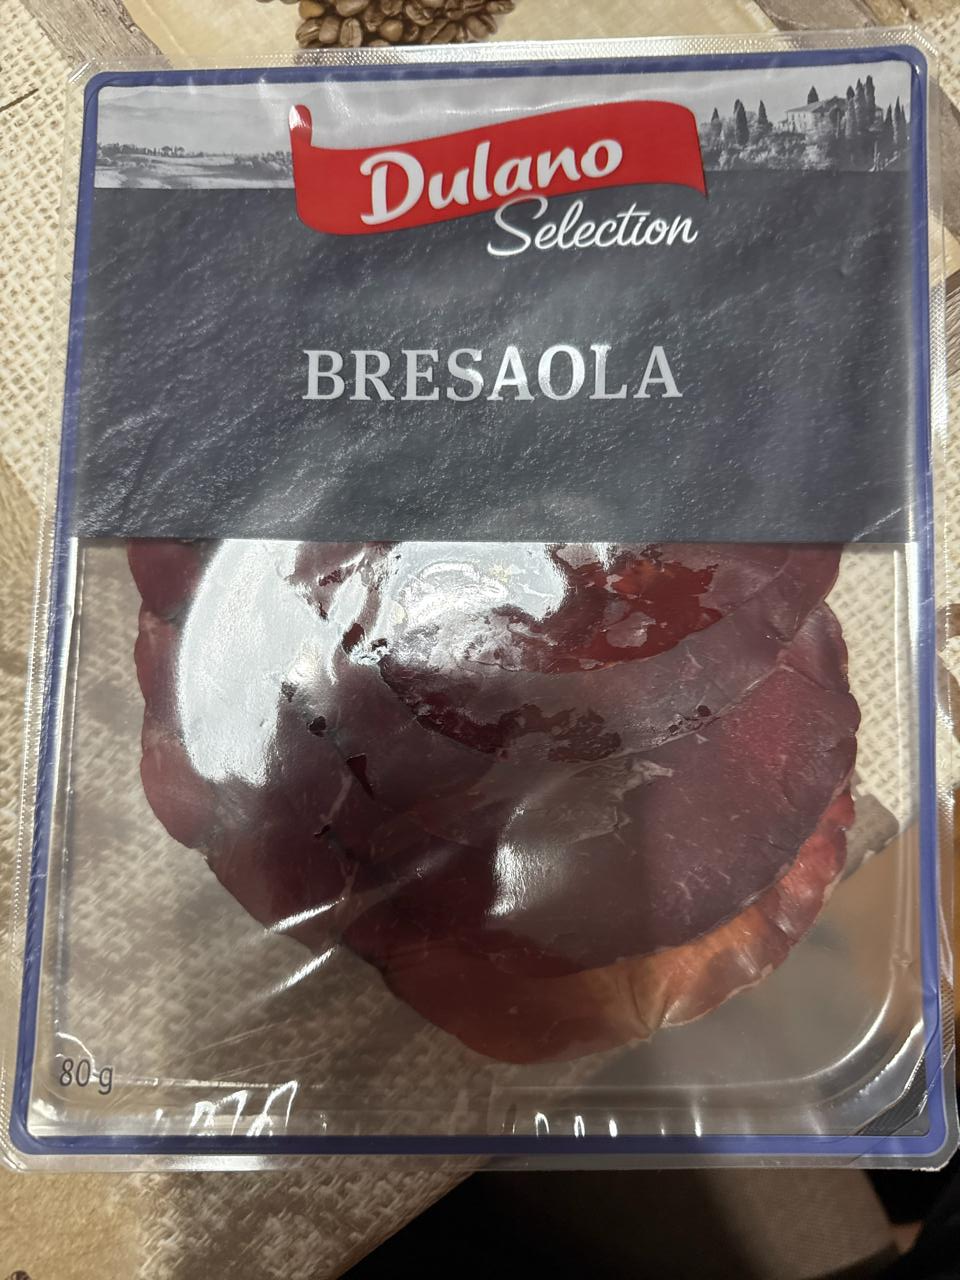 Dulano
Selection
BRESAOLA
80 g